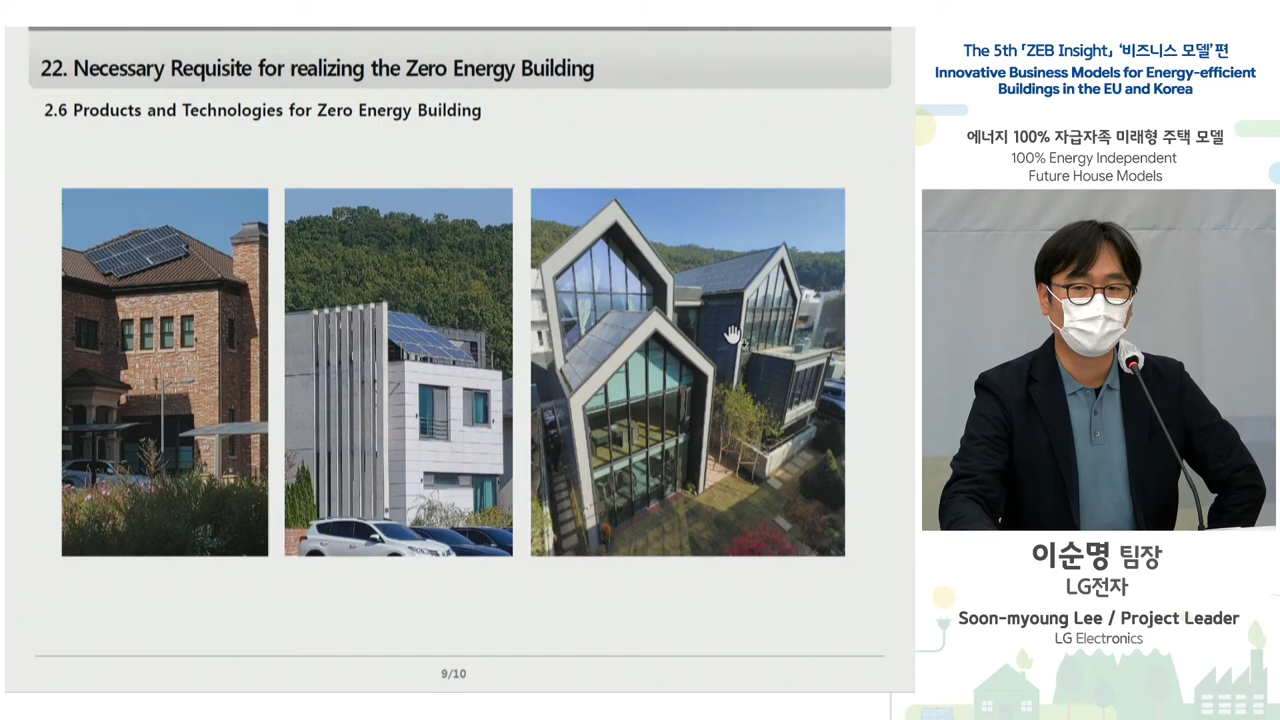 22. Necessary Requisite for realizing the Zero Energy Building
2.6 Products and Technologies for Zero Energy Building
9/10
The 5th 「ZEB Insight」 '비즈니스 모델'편
Innovative Business Models for Energy-efficient
Buildings in the EU and Korea
에너지 100% 자급자족 미래형 주택 모델
100% Energy Independent
Future House Models
이순명 팀장
LG전자
Soon-myoung Lee / Project Leader
LG Electronics